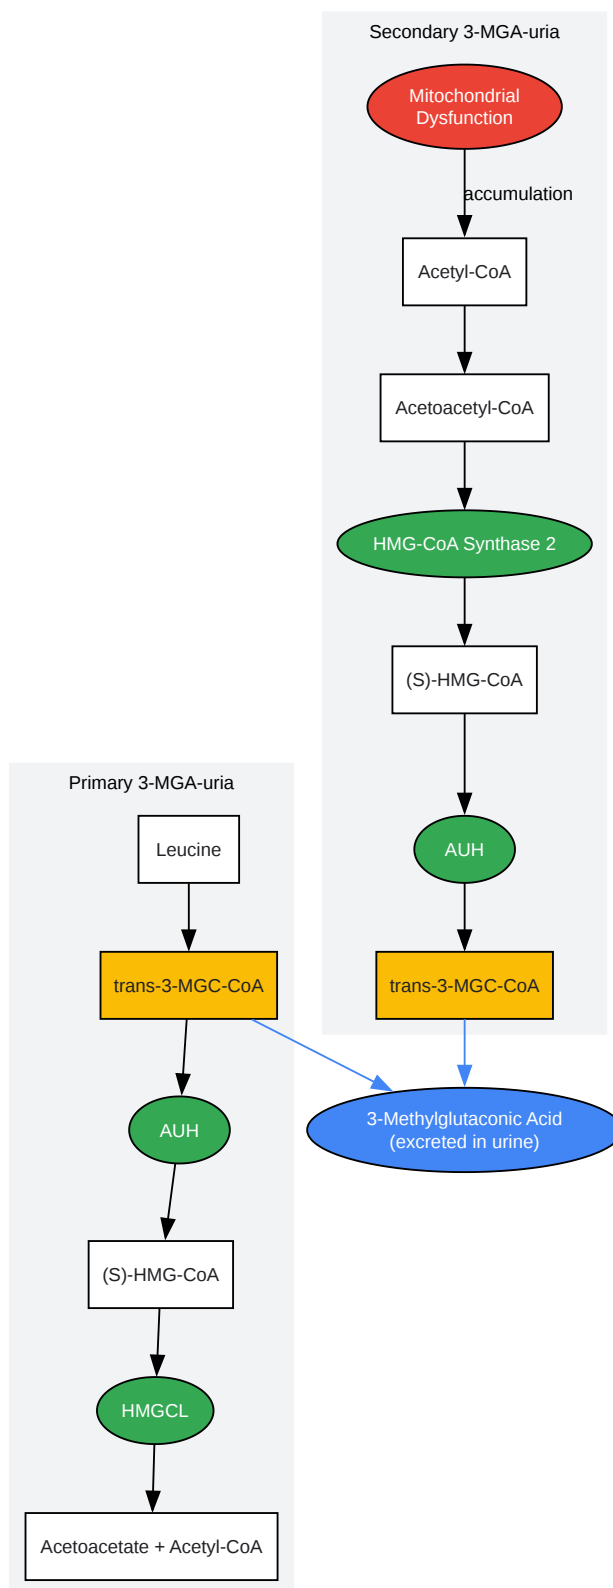 Secondary 3-MGA-uria
Mitochondrial
Dysfunction
accumulation
Acetyl-CoA
Acetoacetyl-CoA
HMG-CoA Synthase 2
(S)-HMG-CoA
AUH
trans-3-MGC-CoA
Primary 3-MGA-uria
Leucine
trans-3-MGC-CoA
3-Methylglutaconic Acid
(excreted in urine)
AUH
(S)-HMG-CoA
HMGCL
Acetoacetate + Acetyl-CoA